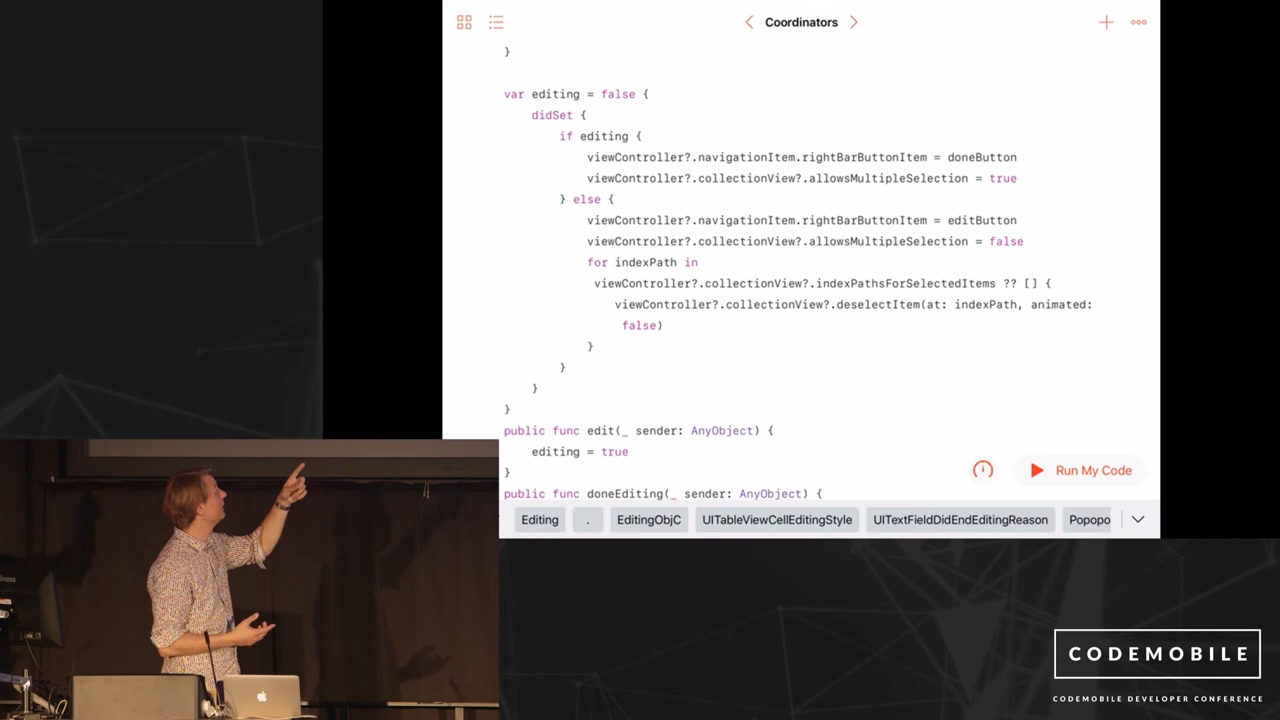 Coordinators
}
var editing = false {
didSet {
if editing {
viewController?.navigationItem.rightBarButtonItem = doneButton
viewController?.collectionView?.allowsMultipleSelection = true
} else {
viewController?.navigationItem.rightBarButtonItem = editButton
viewController?.collectionView?.allowsMultipleSelection = false
for indexPath in
viewController?.collectionView?.indexPathsForSelectedItems ?? [] {
viewController?.collectionView?.deselectItem(at: indexPath, animated:
false)
}
}
}
}
public func edit(_ sender: AnyObject) {
editing = true
}
public func doneEditing(_ sender: AnyObject) {
Run My Code
Editing . EditingObjC UITableViewCellEditingStyle UITextFieldDidEndEditingReason Popopo
CODEMOBILE
CODEMOBILE DEVELOPER CONFERENCE